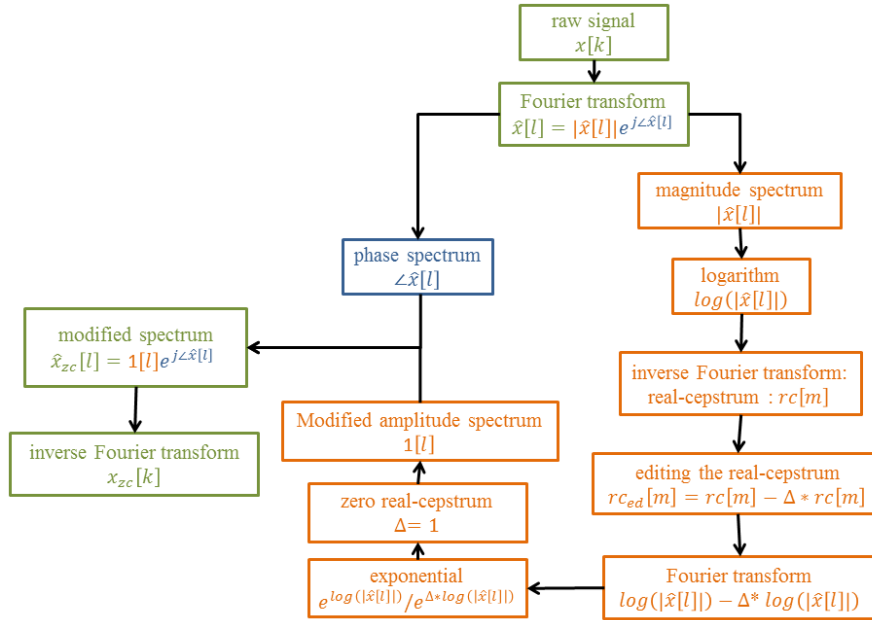 raw signal
x[k]
Fourier transform
x̂[l] = |x̂[l]|e^{j∠x̂[l]}
magnitude spectrum
|x̂[l]|
phase spectrum
∠x̂[l]
logarithm
log(|x̂[l]|)
modified spectrum
x̂_{zc}[l] = 1[l]e^{j∠x̂[l]}
inverse Fourier transform:
real-cepstrum : rc[m]
Modified amplitude spectrum
1[l]
inverse Fourier transform
x_{zc}[k]
editing the real-cepstrum
rc_{ed}[m] = rc[m] − Δ * rc[m]
zero real-cepstrum
Δ= 1
exponential
e^{log(|x̂[l]|)}/e^{Δ*log(|x̂[l]|)}
Fourier transform
log(|x̂[l]|) − Δ* log(|x̂[l]|)